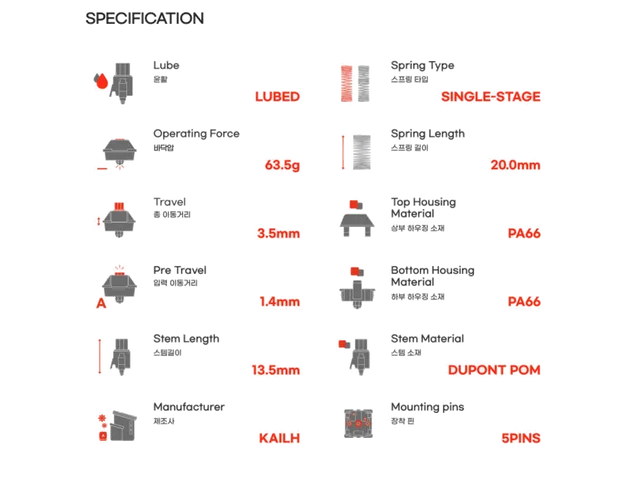 SPECIFICATION
Lube
윤활
LUBED
Spring Type
스프링 타입
SINGLE-STAGE
Operating Force
바닥압
63.5g
Spring Length
스프링 길이
20.0mm
Travel
총 이동거리
3.5mm
Top Housing
Material
상부 하우징 소재
PA66
Pre Travel
입력 이동거리
A
1.4mm
Bottom Housing
Material
하부 하우징 소재
PA66
Stem Length
스템길이
13.5mm
Stem Material
스템 소재
DUPONT POM
Manufacturer
제조사
KAILH
Mounting pins
장착 핀
5PINS